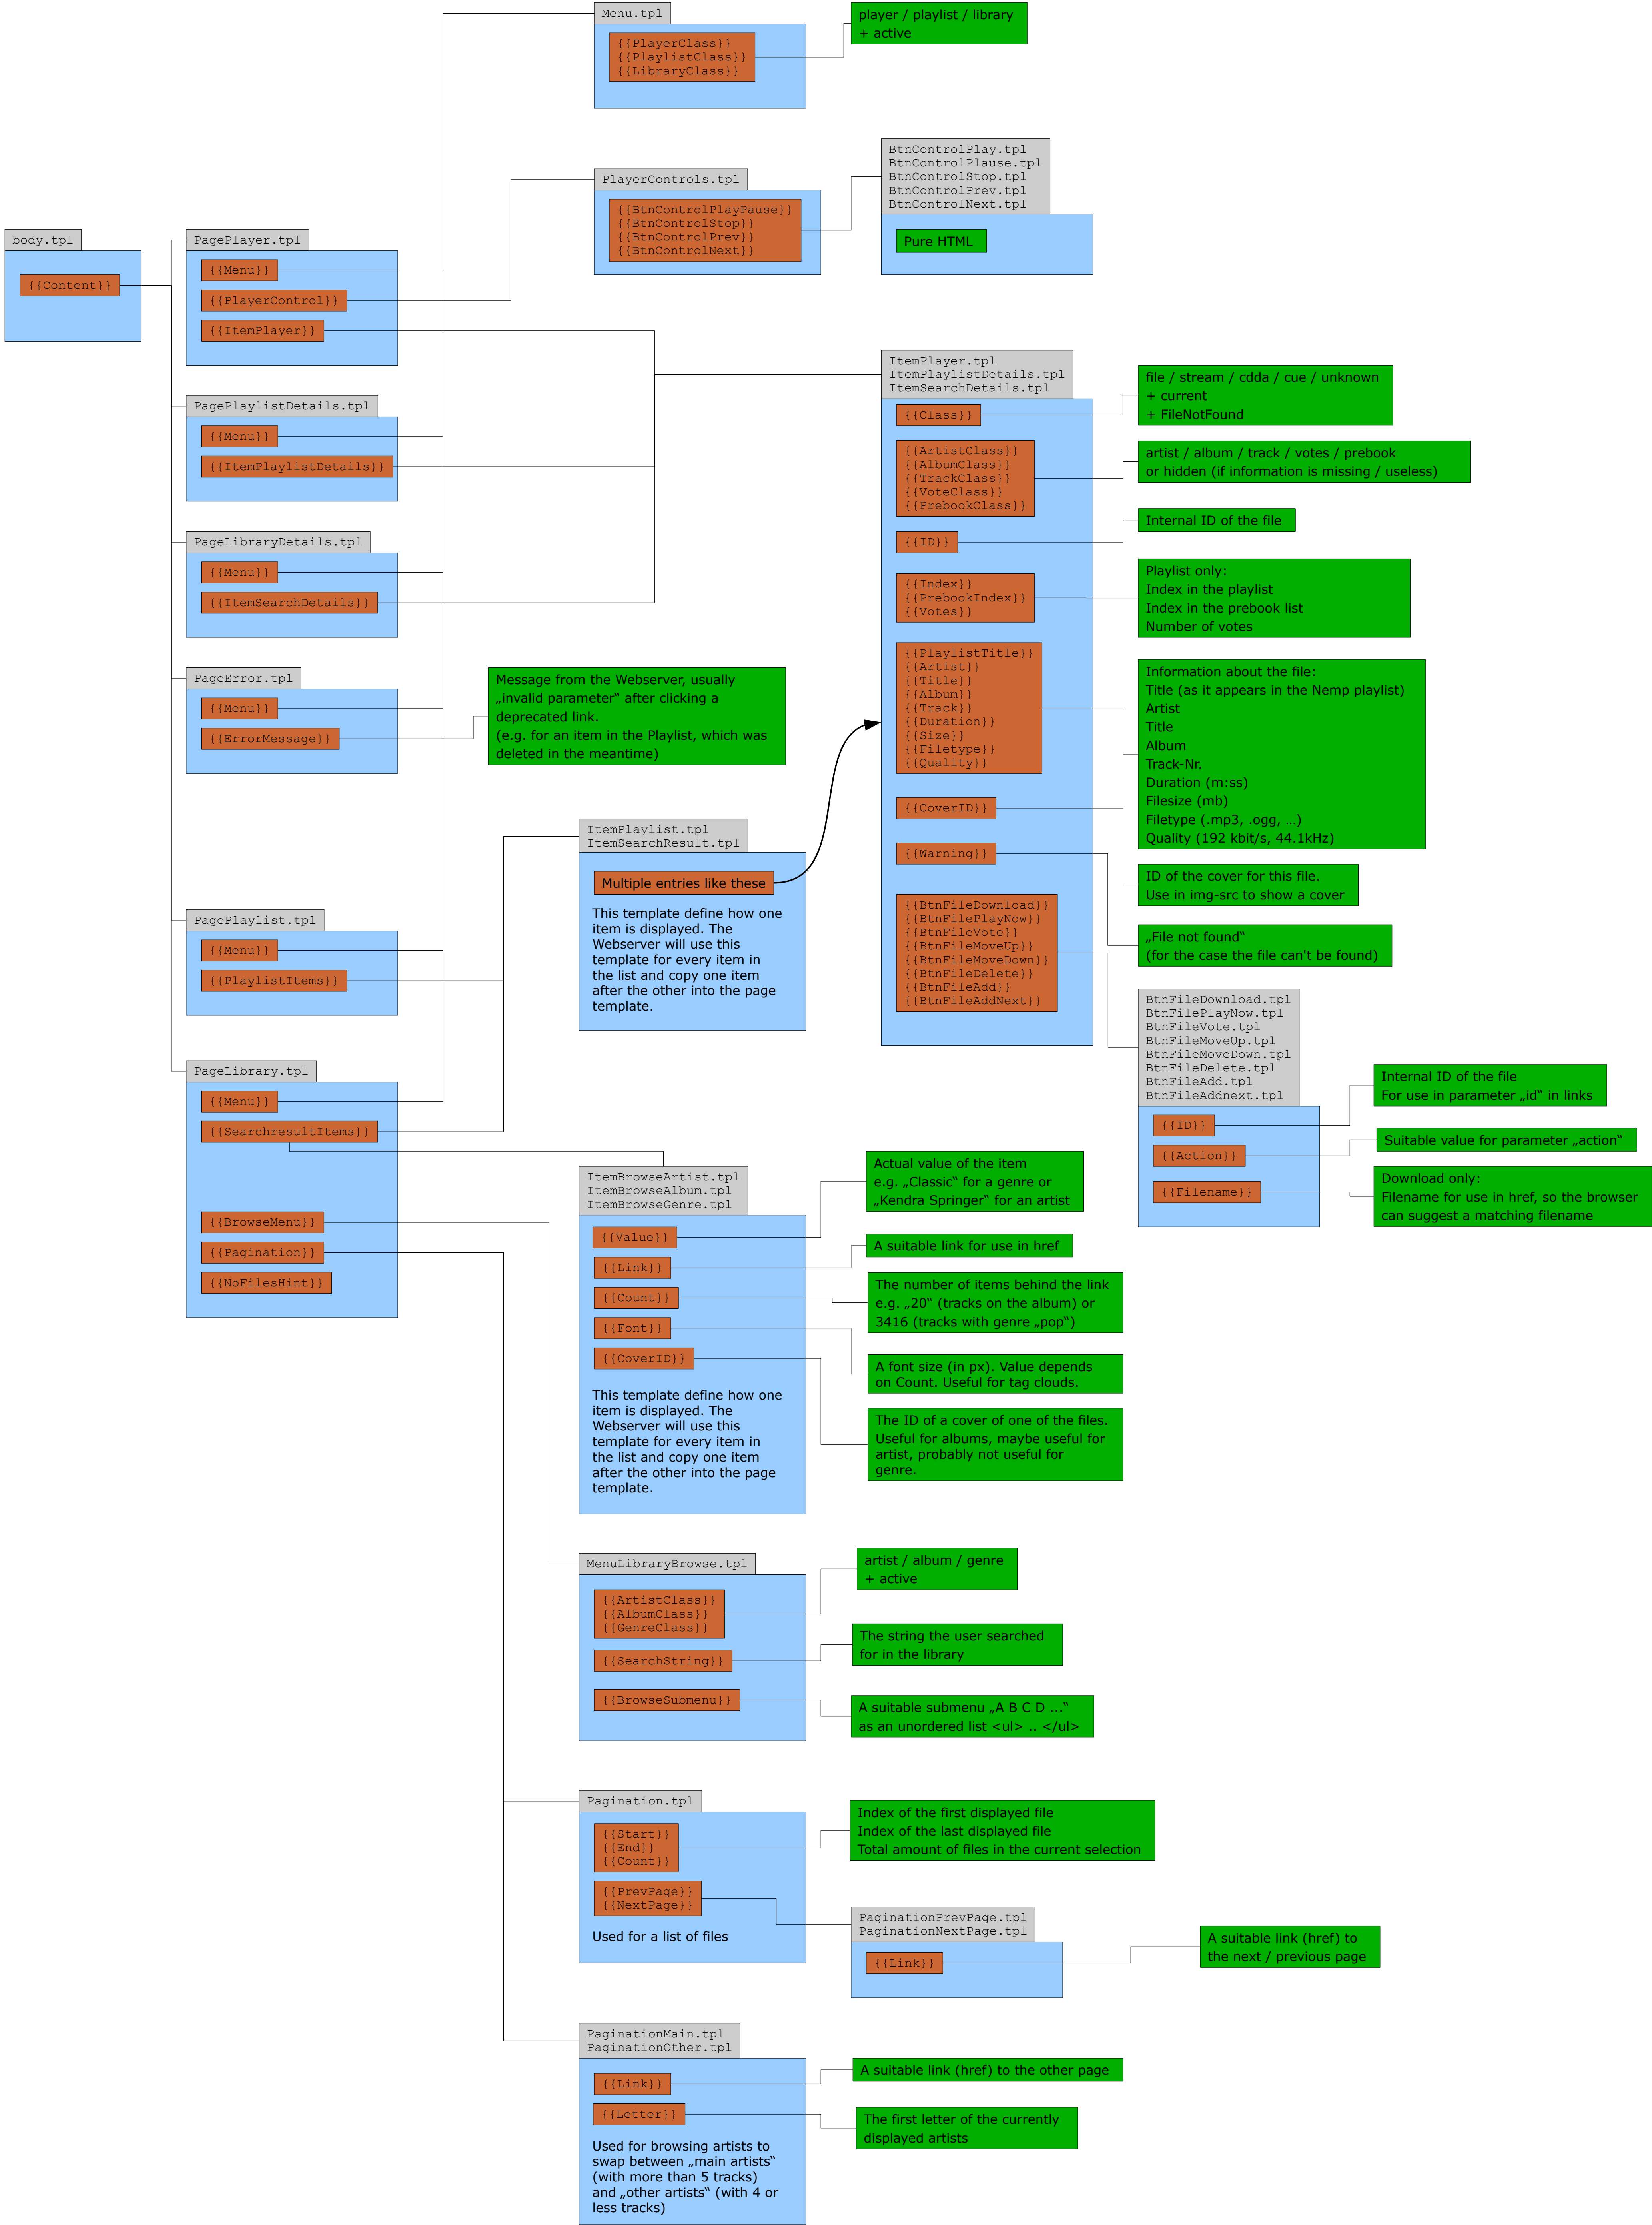 Menu.tpl
{{PlayerClass}}
{{PlaylistClass}}
{{LibraryClass}}
player / playlist / library
+ active
PlayerControls.tpl
{{BtnControlPlayPause}}
{{BtnControlStop}}
{{BtnControlPrev}}
{{BtnControlNext}}
BtnControlPlay.tpl
BtnControlPlause.tpl
BtnControlStop.tpl
BtnControlPrev.tpl
BtnControlNext.tpl
Pure HTML
body.tpl
{{Content}}
PagePlayer.tpl
{{Menu}}
{{PlayerControl}}
{{ItemPlayer}}
PagePlaylistDetails.tpl
{{Menu}}
{{ItemPlaylistDetails}}
PageLibraryDetails.tpl
{{Menu}}
{{ItemSearchDetails}}
PageError.tpl
{{Menu}}
{{ErrorMessage}}
Message from the Webserver, usually
„invalid parameter“ after clicking a
deprecated link.
(e.g. for an item in the Playlist, which was
deleted in the meantime)
ItemPlayer.tpl
ItemPlaylistDetails.tpl
ItemSearchDetails.tpl
{{Class}}
{{ArtistClass}}
{{AlbumClass}}
{{TrackClass}}
{{VoteClass}}
{{PrebookClass}}
{{ID}}
{{Index}}
{{PrebookIndex}}
{{Votes}}
{{PlaylistTitle}}
{{Artist}}
{{Title}}
{{Album}}
{{Track}}
{{Duration}}
{{Size}}
{{Filetype}}
{{Quality}}
{{CoverID}}
{{Warning}}
{{BtnFileDownload}}
{{BtnFilePlayNow}}
{{BtnFileVote}}
{{BtnFileMoveUp}}
{{BtnFileMoveDown}}
{{BtnFileDelete}}
{{BtnFileAdd}}
{{BtnFileAddNext}}
file / stream / cdda / cue / unknown
+ current
+ FileNotFound
artist / album / track / votes / prebook
or hidden (if information is missing / useless)
Internal ID of the file
Playlist only:
Index in the playlist
Index in the prebook list
Number of votes
Information about the file:
Title (as it appears in the Nemp playlist)
Artist
Title
Album
Track-Nr.
Duration (m:ss)
Filesize (mb)
Filetype (.mp3, .ogg, …)
Quality (192 kbit/s, 44.1kHz)
ID of the cover for this file.
Use in img-src to show a cover
„File not found“
(for the case the file can't be found)
BtnFileDownload.tpl
BtnFilePlayNow.tpl
BtnFileVote.tpl
BtnFileMoveUp.tpl
BtnFileMoveDown.tpl
BtnFileDelete.tpl
BtnFileAdd.tpl
BtnFileAddnext.tpl
{{ID}}
{{Action}}
{{Filename}}
Internal ID of the file
For use in parameter „id“ in links
Suitable value for parameter „action“
Download only:
Filename for use in href, so the browser
can suggest a matching filename
ItemPlaylist.tpl
ItemSearchResult.tpl
Multiple entries like these
This template define how one
item is displayed. The
Webserver will use this
template for every item in
the list and copy one item
after the other into the page
template.
PagePlaylist.tpl
{{Menu}}
{{PlaylistItems}}
PageLibrary.tpl
{{Menu}}
{{SearchresultItems}}
{{BrowseMenu}}
{{Pagination}}
{{NoFilesHint}}
ItemBrowseArtist.tpl
ItemBrowseAlbum.tpl
ItemBrowseGenre.tpl
{{Value}}
{{Link}}
{{Count}}
{{Font}}
{{CoverID}}
This template define how one
item is displayed. The
Webserver will use this
template for every item in
the list and copy one item
after the other into the page
template.
Actual value of the item
e.g. „Classic“ for a genre or
„Kendra Springer“ for an artist
A suitable link for use in href
The number of items behind the link
e.g. „20“ (tracks on the album) or
3416 (tracks with genre „pop“)
A font size (in px). Value depends
on Count. Useful for tag clouds.
The ID of a cover of one of the files.
Useful for albums, maybe useful for
artist, probably not useful for
genre.
MenuLibraryBrowse.tpl
{{ArtistClass}}
{{AlbumClass}}
{{GenreClass}}
{{SearchString}}
{{BrowseSubmenu}}
artist / album / genre
+ active
The string the user searched
for in the library
A suitable submenu „A B C D ...“
as an unordered list <ul> .. </ul>
Pagination.tpl
{{Start}}
{{End}}
{{Count}}
{{PrevPage}}
{{NextPage}}
Used for a list of files
Index of the first displayed file
Index of the last displayed file
Total amount of files in the current selection
PaginationPrevPage.tpl
PaginationNextPage.tpl
{{Link}}
A suitable link (href) to
the next / previous page
PaginationMain.tpl
PaginationOther.tpl
{{Link}}
{{Letter}}
Used for browsing artists to
swap between „main artists“
(with more than 5 tracks)
and „other artists“ (with 4 or
less tracks)
A suitable link (href) to the other page
The first letter of the currently
displayed artists